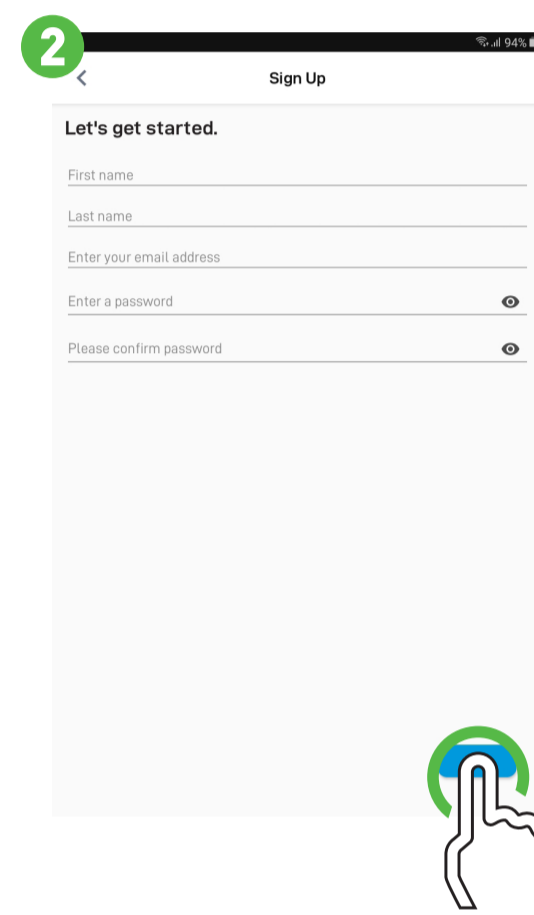 2
94%
Sign Up
Let's get started.
First name
Last name
Enter your email address
Enter a password
Please confirm password